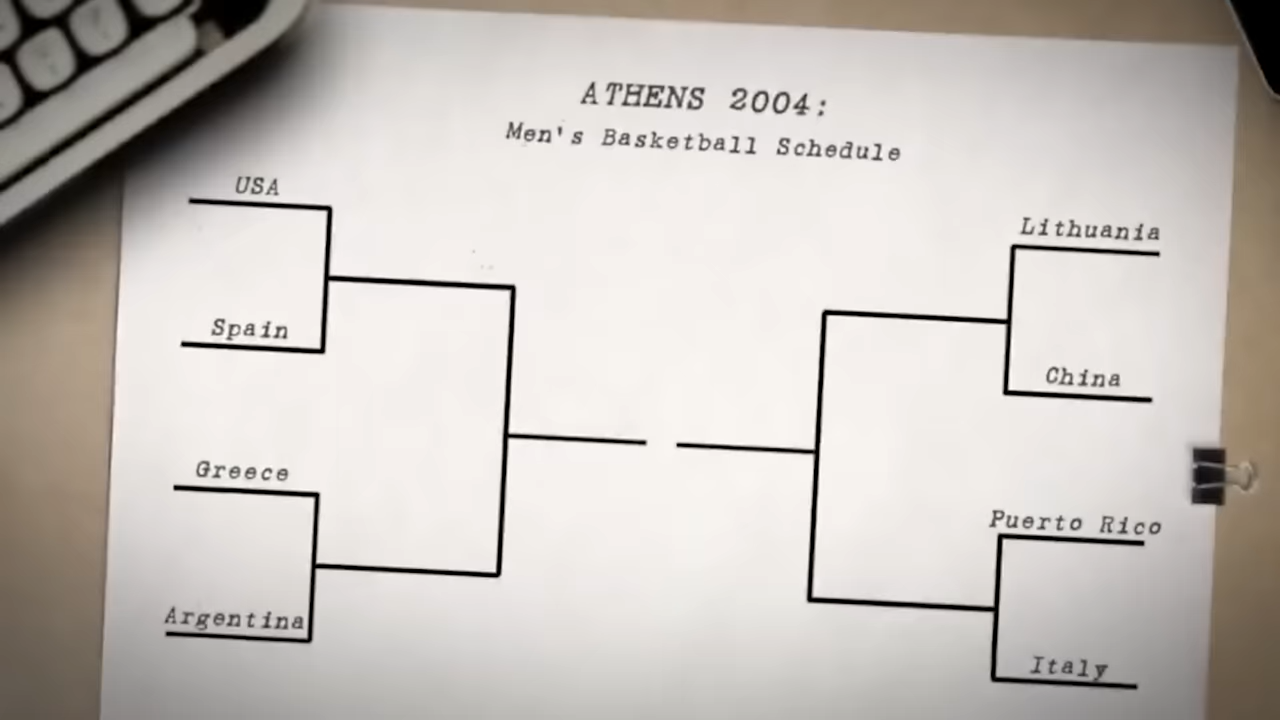 ATHENS 2004:
Men's Basketball Schedule
USA
Spain
Greece
Argentina
Lithuania
China
Puerto Rico
Italy